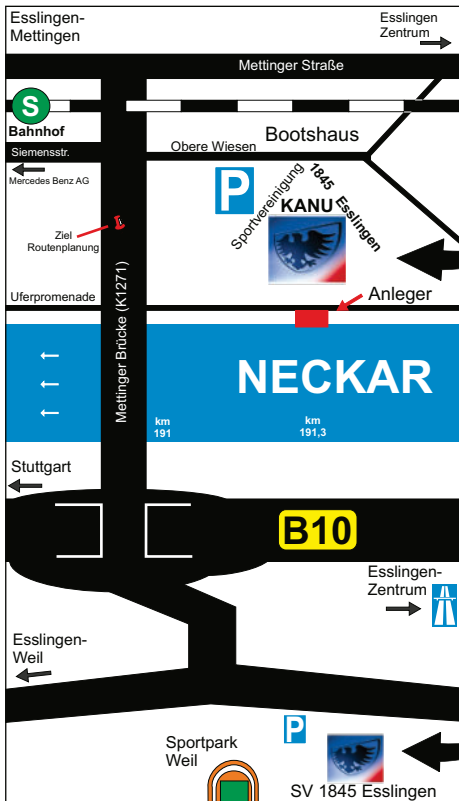 Esslingen-
Mettingen
Esslingen
Zentrum
Mettinger Straße
S
Bahnhof
Bootshaus
Siemensstr.
Obere Wiesen
Mercedes Benz AG
P
Sportvereinigung
1845
Esslingen
KANU
Ziel
Routenplanung
Mettinger Brücke (K1271)
Uferpromenade
Anleger
NECKAR
km
191
km
191,3
Stuttgart
B10
Esslingen-
Zentrum
Esslingen-
Weil
P
Sportpark
Weil
SV 1845 Esslingen